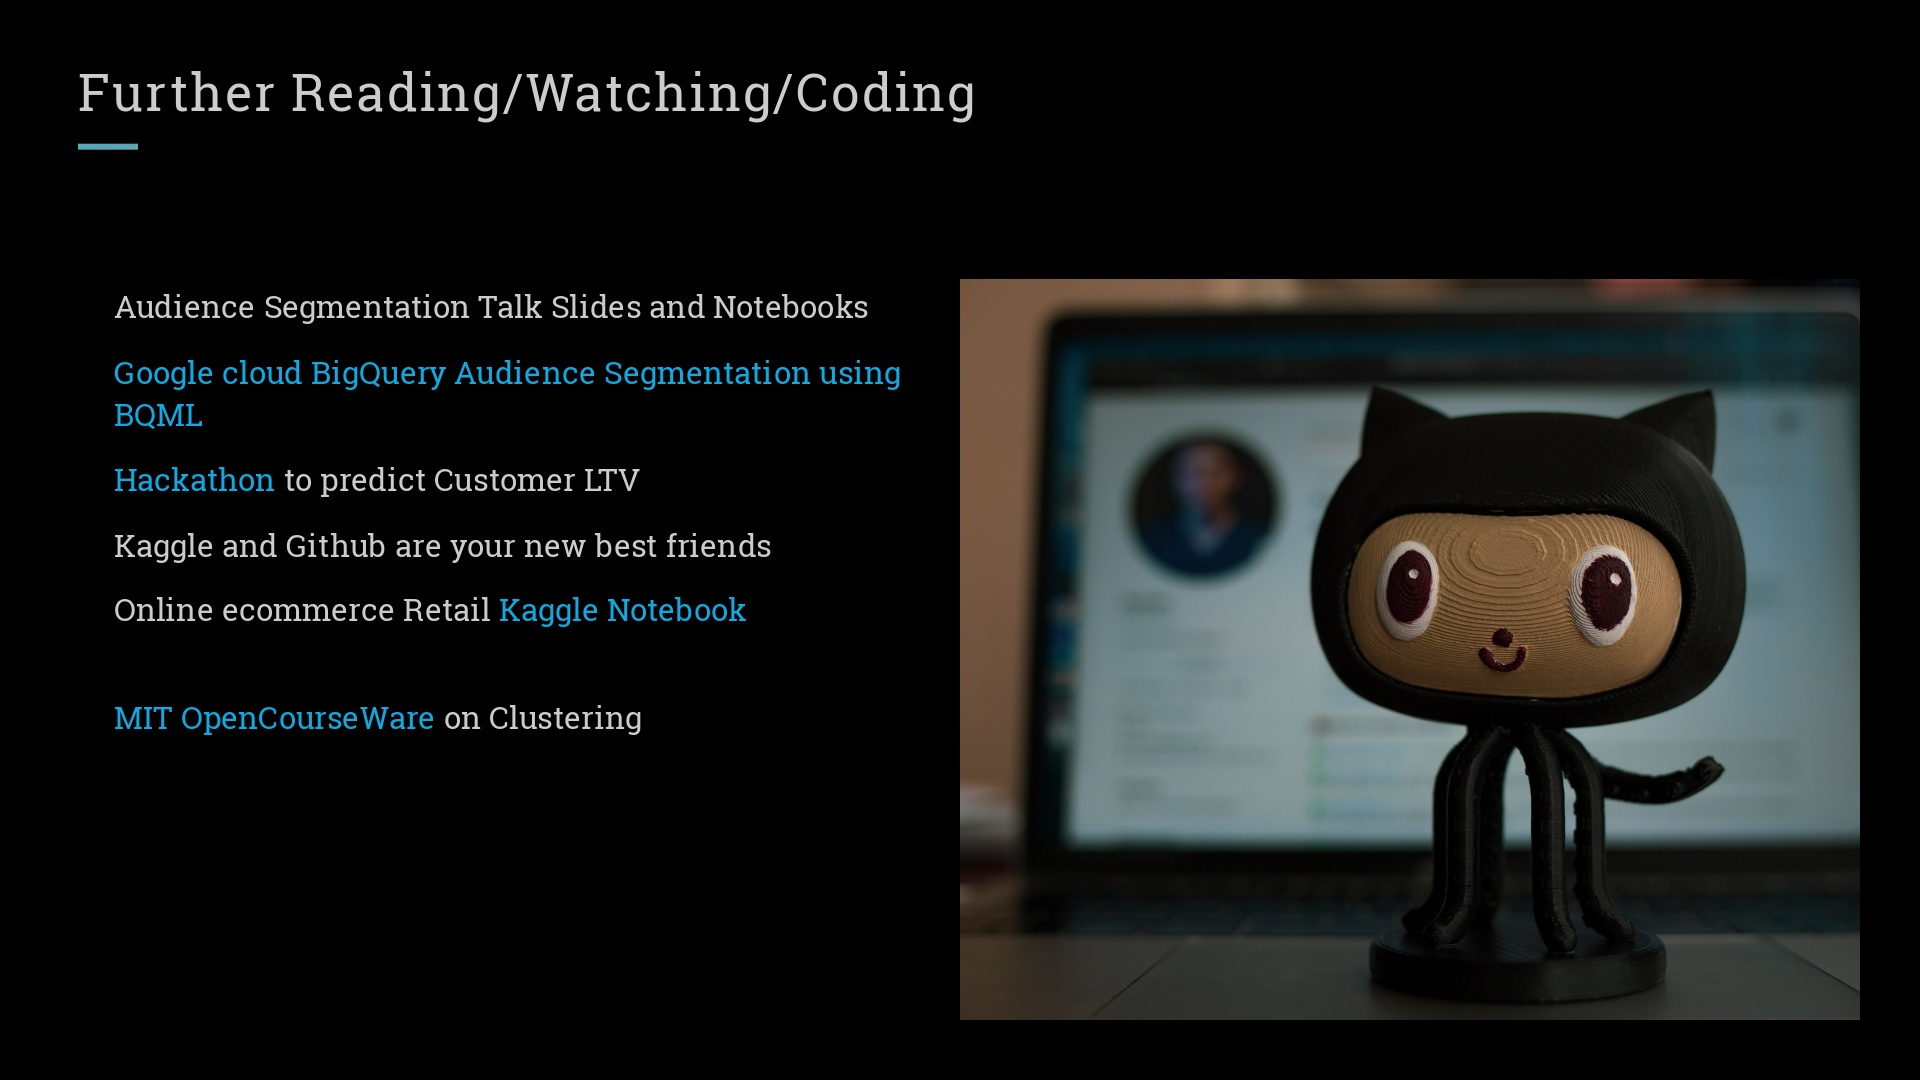 Further Reading/Watching/Coding
Audience Segmentation Talk Slides and Notebooks
Google cloud BigQuery Audience Segmentation using
BQML
Hackathon to predict Customer LTV
Kaggle and Github are your new best friends
Online ecommerce Retail Kaggle Notebook
MIT OpenCourseWare on Clustering